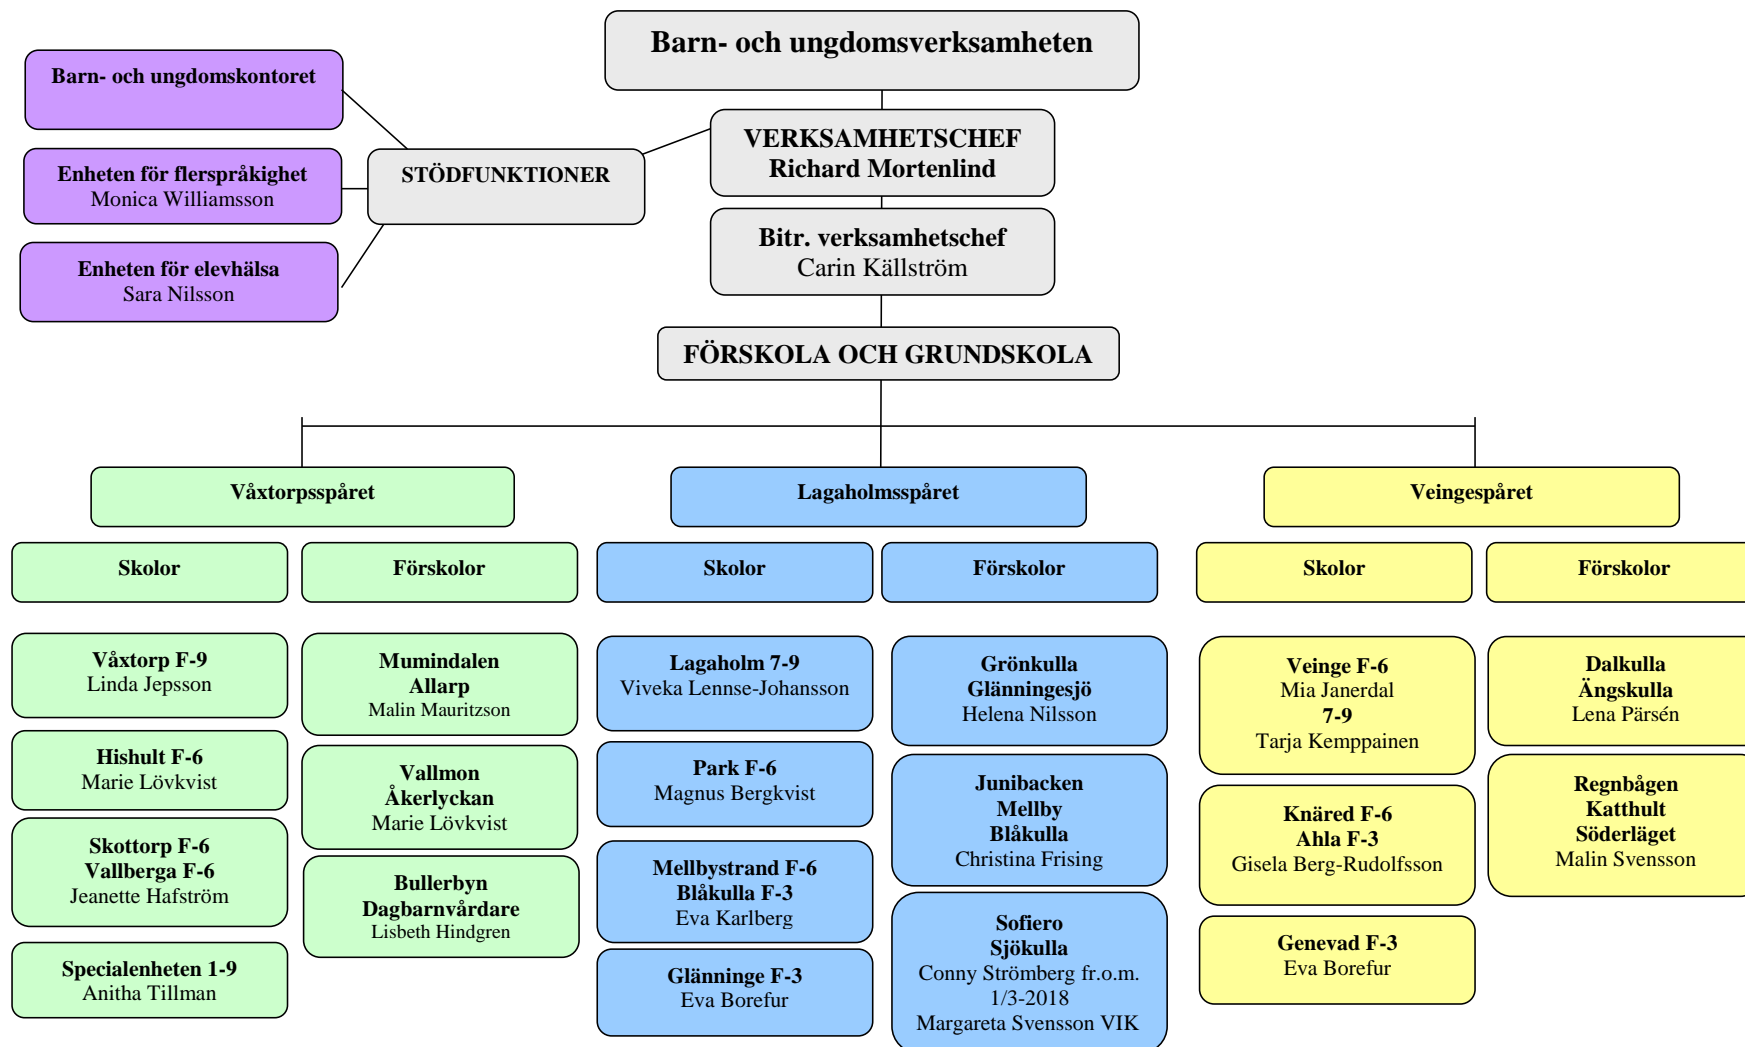 Barn- och ungdomsverksamheten
Barn- och ungdomskontoret
Enheten för flerspråkighet
Monica Williamsson
Enheten för elevhälsa
Sara Nilsson
STÖDFUNKTIONER
VERKSAMHETSCHEF
Richard Mortenlind
Bitr. verksamhetschef
Carin Källström
FÖRSKOLA OCH GRUNDSKOLA
Våxtorpsspåret
Skolor
Våxtorp F-9
Linda Jepsson
Hishult F-6
Marie Lövkvist
Skottorp F-6
Vallberga F-6
Jeanette Hafström
Specialenheten 1-9
Anitha Tillman
Förskolor
Mumindalen
Allarp
Malin Mauritzson
Vallmon
Åkerlyckan
Marie Lövkvist
Bullerbyn
Dagbarnvårdare
Lisbeth Hindgren
Lagaholmsspåret
Skolor
Lagaholm 7-9
Viveka Lennse-Johansson
Park F-6
Magnus Bergkvist
Mellbystrand F-6
Blåkulla F-3
Eva Karlberg
Glänninge F-3
Eva Borefur
Förskolor
Grönkulla
Glänningesjö
Helena Nilsson
Junibacken
Mellby
Blåkulla
Christina Frising
Sofiero
Sjökulla
Conny Strömberg fr.o.m.
1/3-2018
Margareta Svensson VIK
Veingespåret
Skolor
Veinge F-6
Mia Janerdal
7-9
Tarja Kemppainen
Knäred F-6
Ahla F-3
Gisela Berg-Rudolfsson
Genevad F-3
Eva Borefur
Förskolor
Dalkulla
Ängskulla
Lena Pärsén
Regnbågen
Katthult
Söderläget
Malin Svensson